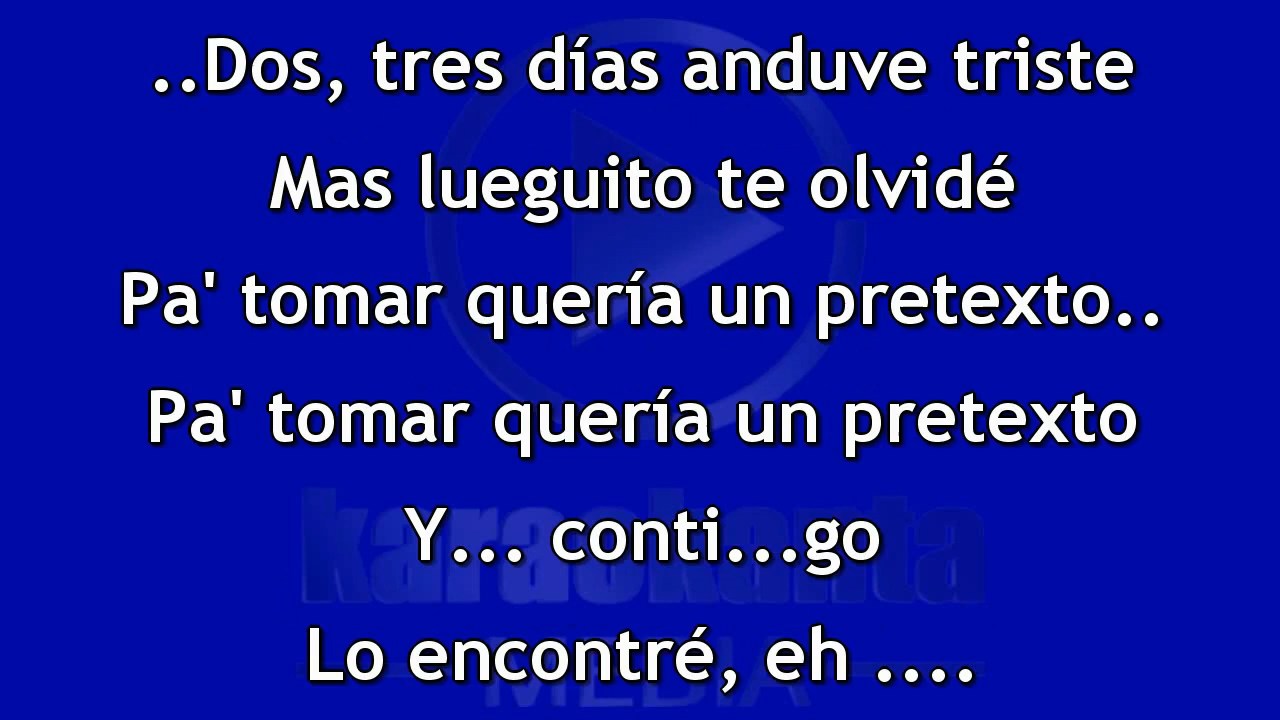 ..Dos, tres días anduve triste
Mas lueguito te olvidé
Pa' tomar quería un pretexto..
Pa' tomar quería un pretexto
Y... conti...go
karaokanta
Lo encontré, eh ....
MEDIA